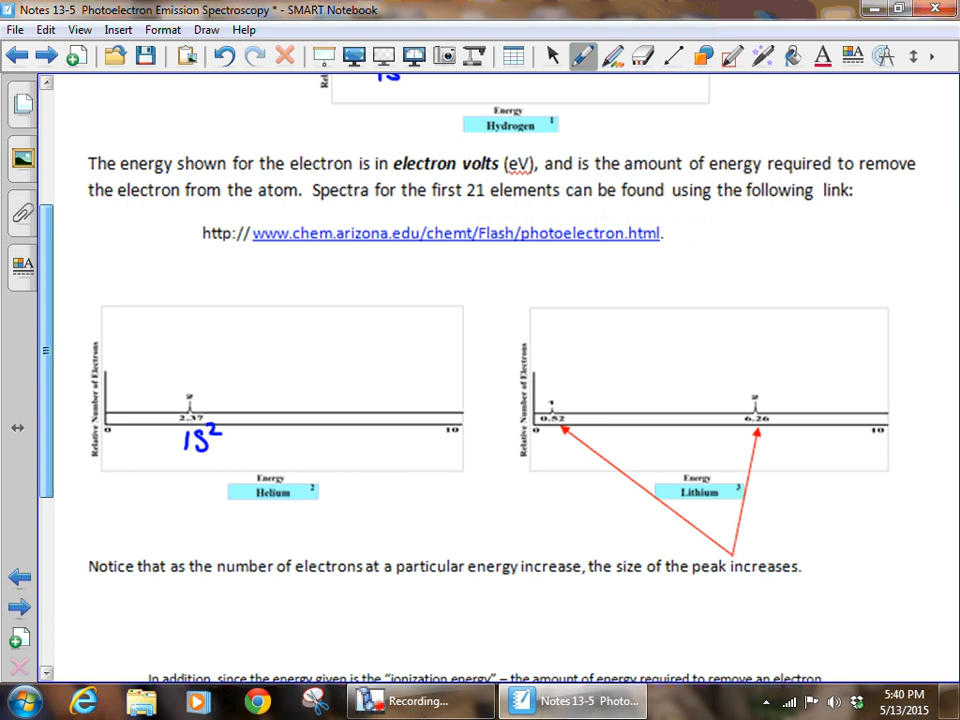 Notes 13-5 Photoelectron Emission Spectroscopy * - SMART Notebook
File Edit View Insert Format Draw Help
1s
Energy
Hydrogen 1
The energy shown for the electron is in electron volts (eV), and is the amount of energy required to remove
the electron from the atom. Spectra for the first 21 elements can be found using the following link:
http:// www.chem.arizona.edu/chemt/Flash/photoelectron.html.
Relative Number of Electrons
2
2.37
0 10
1S²
Energy
Helium 2
Relative Number of Electrons
1 2
0.52 6.26
0 10
Energy
Lithium 3
Notice that as the number of electrons at a particular energy increase, the size of the peak increases.
In addition, since the energy given is the "ionization energy" – the amount of energy required to remove an electron
Recording...
Notes 13-5 Photo...
5:40 PM
5/13/2015